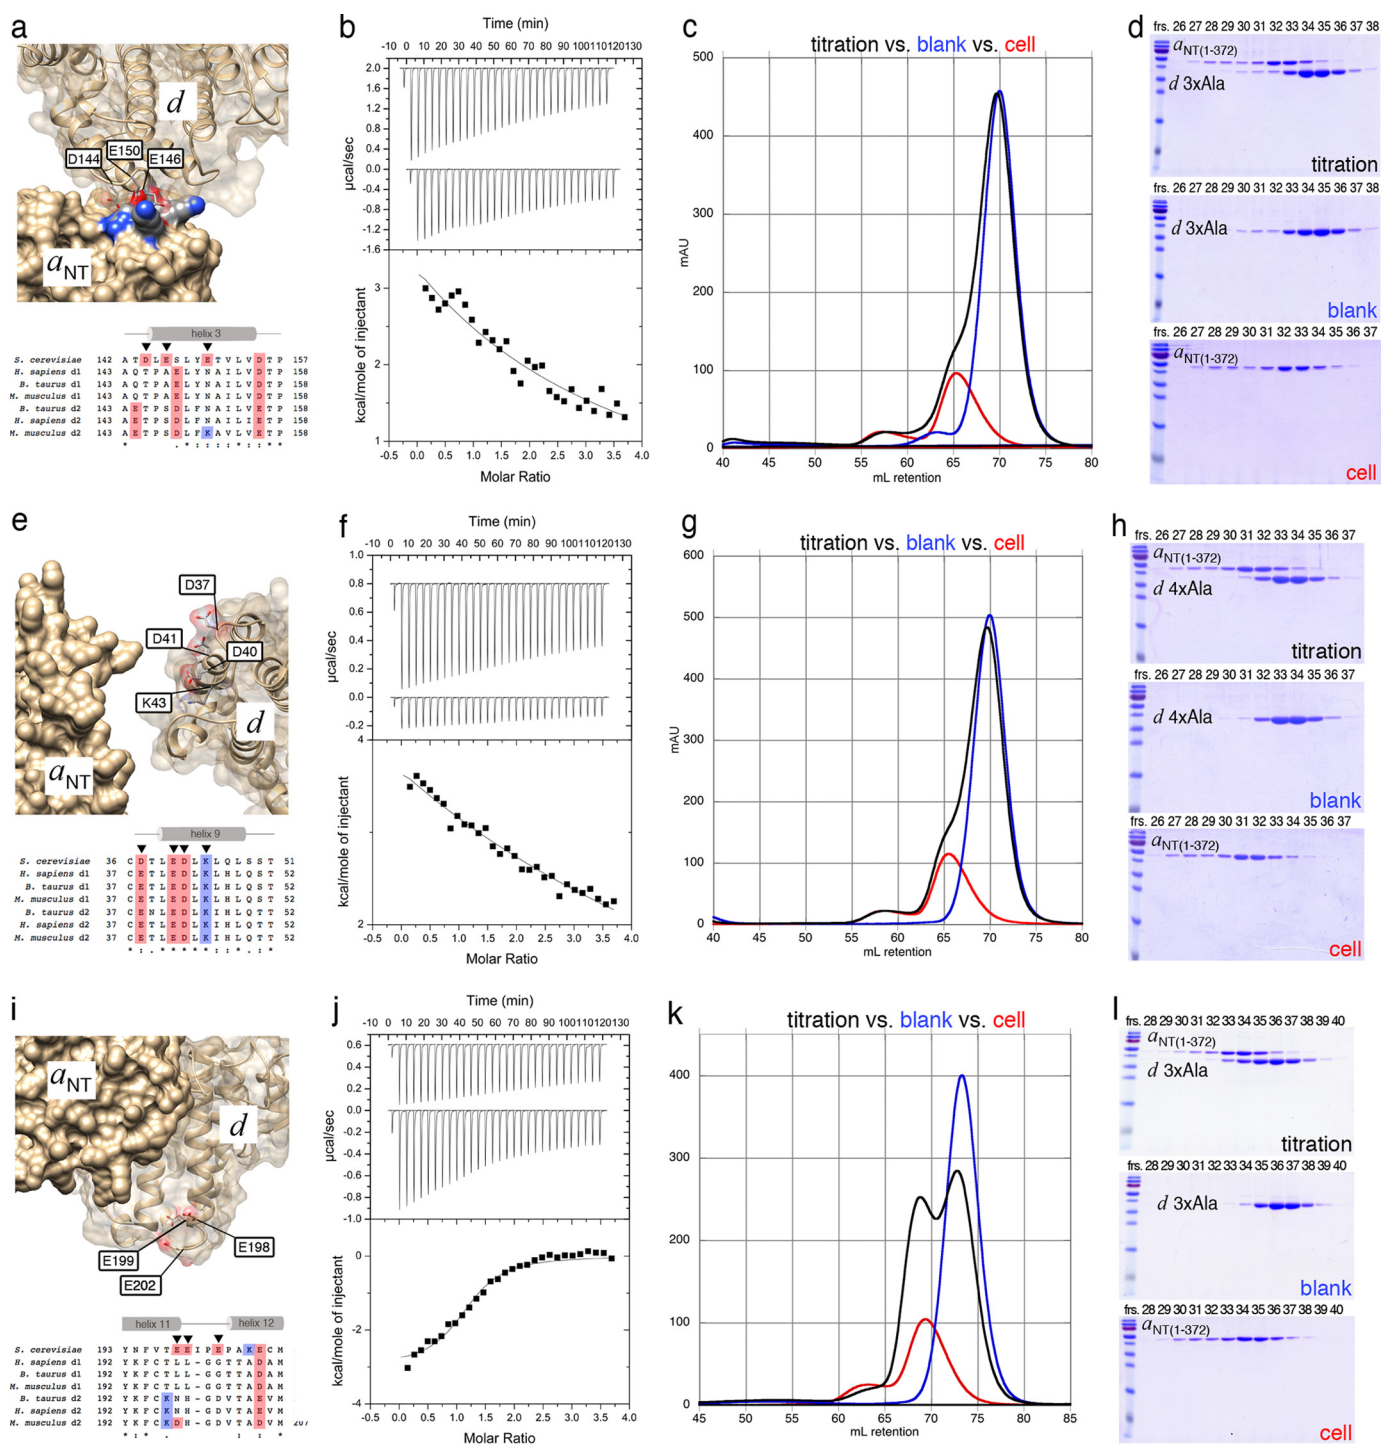 a
d
D144
E150
E146
aNT
helix 3
S. cerevisiae 142 A T D L E S L Y E T V L V D T P 157
H. sapiens d1 143 A Q T P A E L Y N A I L V D T P 158
B. taurus d1 143 A Q T P A E L Y N A I L V D T P 158
M. musculus d1 143 A Q T P A E L Y N A I L V D T P 158
B. taurus d2 143 A E T P S D L F N A I L V E T P 158
H. sapiens d2 143 A E T P S D L F N A I L V E T P 158
M. musculus d2 143 A E T P S D L F K A V L V E T P 158
b
Time (min)
-10 0 10 20 30 40 50 60 70 80 90 100 110 120 130
2.0
1.6
1.2
0.8
0.4
0.0
-0.4
-0.8
-1.2
-1.6
µcal/sec
3
2
1
kcal/mole of injectant
-0.5 0.0 0.5 1.0 1.5 2.0 2.5 3.0 3.5 4.0
Molar Ratio
c
titration vs. blank vs. cell
500
400
300
200
100
0
mAU
40 45 50 55 60 65 70 75 80
mL retention
d
frs. 26 27 28 29 30 31 32 33 34 35 36 37 38
aNT(1-372)
d 3xAla
titration
frs. 26 27 28 29 30 31 32 33 34 35 36 37 38
d 3xAla
blank
frs. 26 27 28 29 30 31 32 33 34 35 36 37
aNT(1-372)
cell
e
D37
D41
D40
K43
d
aNT
helix 9
S. cerevisiae 36 C D T L E D L K L Q L S S T 51
H. sapiens d1 37 C E T L E D L K L H L Q S T 52
B. taurus d1 37 C E T L E D L K L H L Q S T 52
M. musculus d1 37 C E T L E D L K L H L Q S T 52
B. taurus d2 37 C E N L E D L K I H L Q T T 52
H. sapiens d2 37 C E T L E D L K I H L Q T T 52
M. musculus d2 37 C E T L E D L K I H L Q T T 52
f
Time (min)
-10 0 10 20 30 40 50 60 70 80 90 100 110 120 130
1.0
0.8
0.6
0.4
0.2
0.0
-0.2
µcal/sec
4
2
kcal/mole of injectant
-0.5 0.0 0.5 1.0 1.5 2.0 2.5 3.0 3.5 4.0
Molar Ratio
g
titration vs. blank vs. cell
600
500
400
300
200
100
0
mAU
40 45 50 55 60 65 70 75 80
mL retention
h
frs. 26 27 28 29 30 31 32 33 34 35 36 37
aNT(1-372)
d 4xAla
titration
frs. 26 27 28 29 30 31 32 33 34 35 36 37
d 4xAla
blank
frs. 26 27 28 29 30 31 32 33 34 35 36 37
aNT(1-372)
cell
i
aNT
d
E199
E198
E202
helix 11
helix 12
S. cerevisiae 193 Y N F V T E E I P E P A K E C M
H. sapiens d1 192 Y K F C T L L - G G T T A D A M
B. taurus d1 192 Y K F C T L L - G G T T A D A M
M. musculus d1 192 Y K F C T L L - G G T T A D A M
B. taurus d2 192 Y K F C K N H - G D V T A E V M
H. sapiens d2 192 Y K F C K N H - G D V T A E V M
M. musculus d2 192 Y K F C K D H - G D V T A D V M 207
j
Time (min)
-10 0 10 20 30 40 50 60 70 80 90 100 110 120 130
0.6
0.4
0.2
0.0
-0.2
-0.4
-0.6
-0.8
-1.0
µcal/sec
0
-2
-4
kcal/mole of injectant
0.0 0.5 1.0 1.5 2.0 2.5 3.0 3.5 4.0
Molar Ratio
k
titration vs. blank vs. cell
400
300
200
100
0
45 50 55 60 65 70 75 80 85
mL retention
l
frs. 28 29 30 31 32 33 34 35 36 37 38 39 40
aNT(1-372)
d 3xAla
titration
frs. 28 29 30 31 32 33 34 35 36 37 38 39 40
d 3xAla
blank
frs. 28 29 30 31 32 33 34 35 36 37 38 39 40
aNT(1-372)
cell